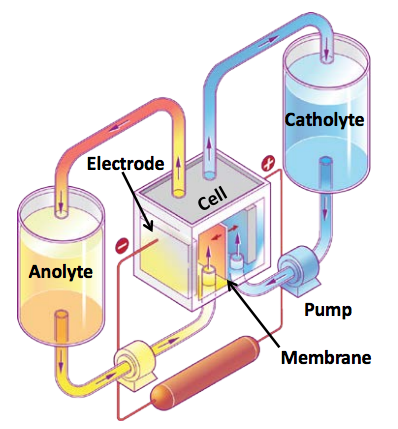 Catholyte
Electrode
Cell
Anolyte
Pump
Membrane